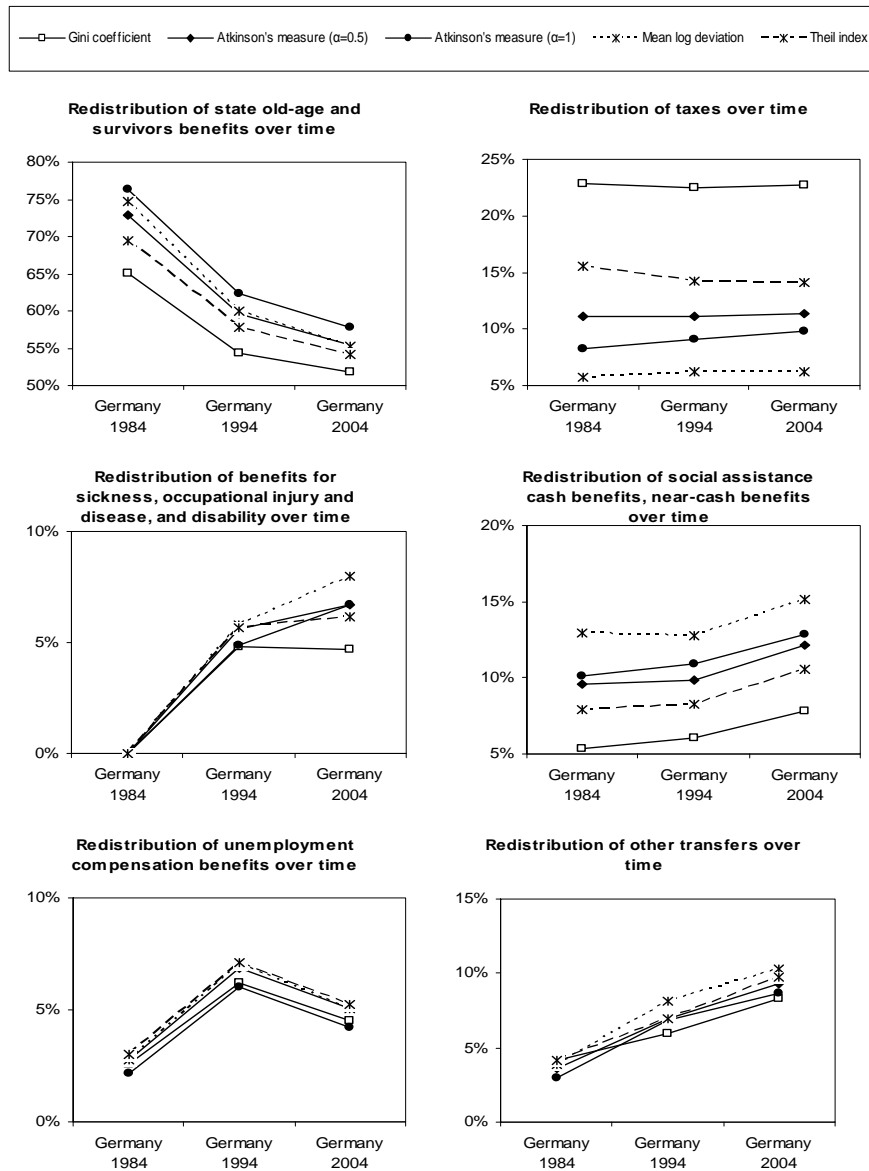 Gini coefficient Atkinson's measure (α=0.5) Atkinson's measure (α=1) Mean log deviation Theil index
Redistribution of state old-age and
survivors benefits over time
80%
75%
70%
65%
60%
55%
50%
Germany Germany Germany
1984 1994 2004
Redistribution of taxes over time
25%
20%
15%
10%
5%
Germany Germany Germany
1984 1994 2004
Redistribution of benefits for
sickness, occupational injury and
disease, and disability over time
10%
5%
0%
Germany Germany Germany
1984 1994 2004
Redistribution of social assistance
cash benefits, near-cash benefits
over time
20%
15%
10%
5%
Germany Germany Germany
1984 1994 2004
Redistribution of unemployment
compensation benefits over time
10%
5%
0%
Germany Germany Germany
1984 1994 2004
Redistribution of other transfers over
time
15%
10%
5%
0%
Germany Germany Germany
1984 1994 2004